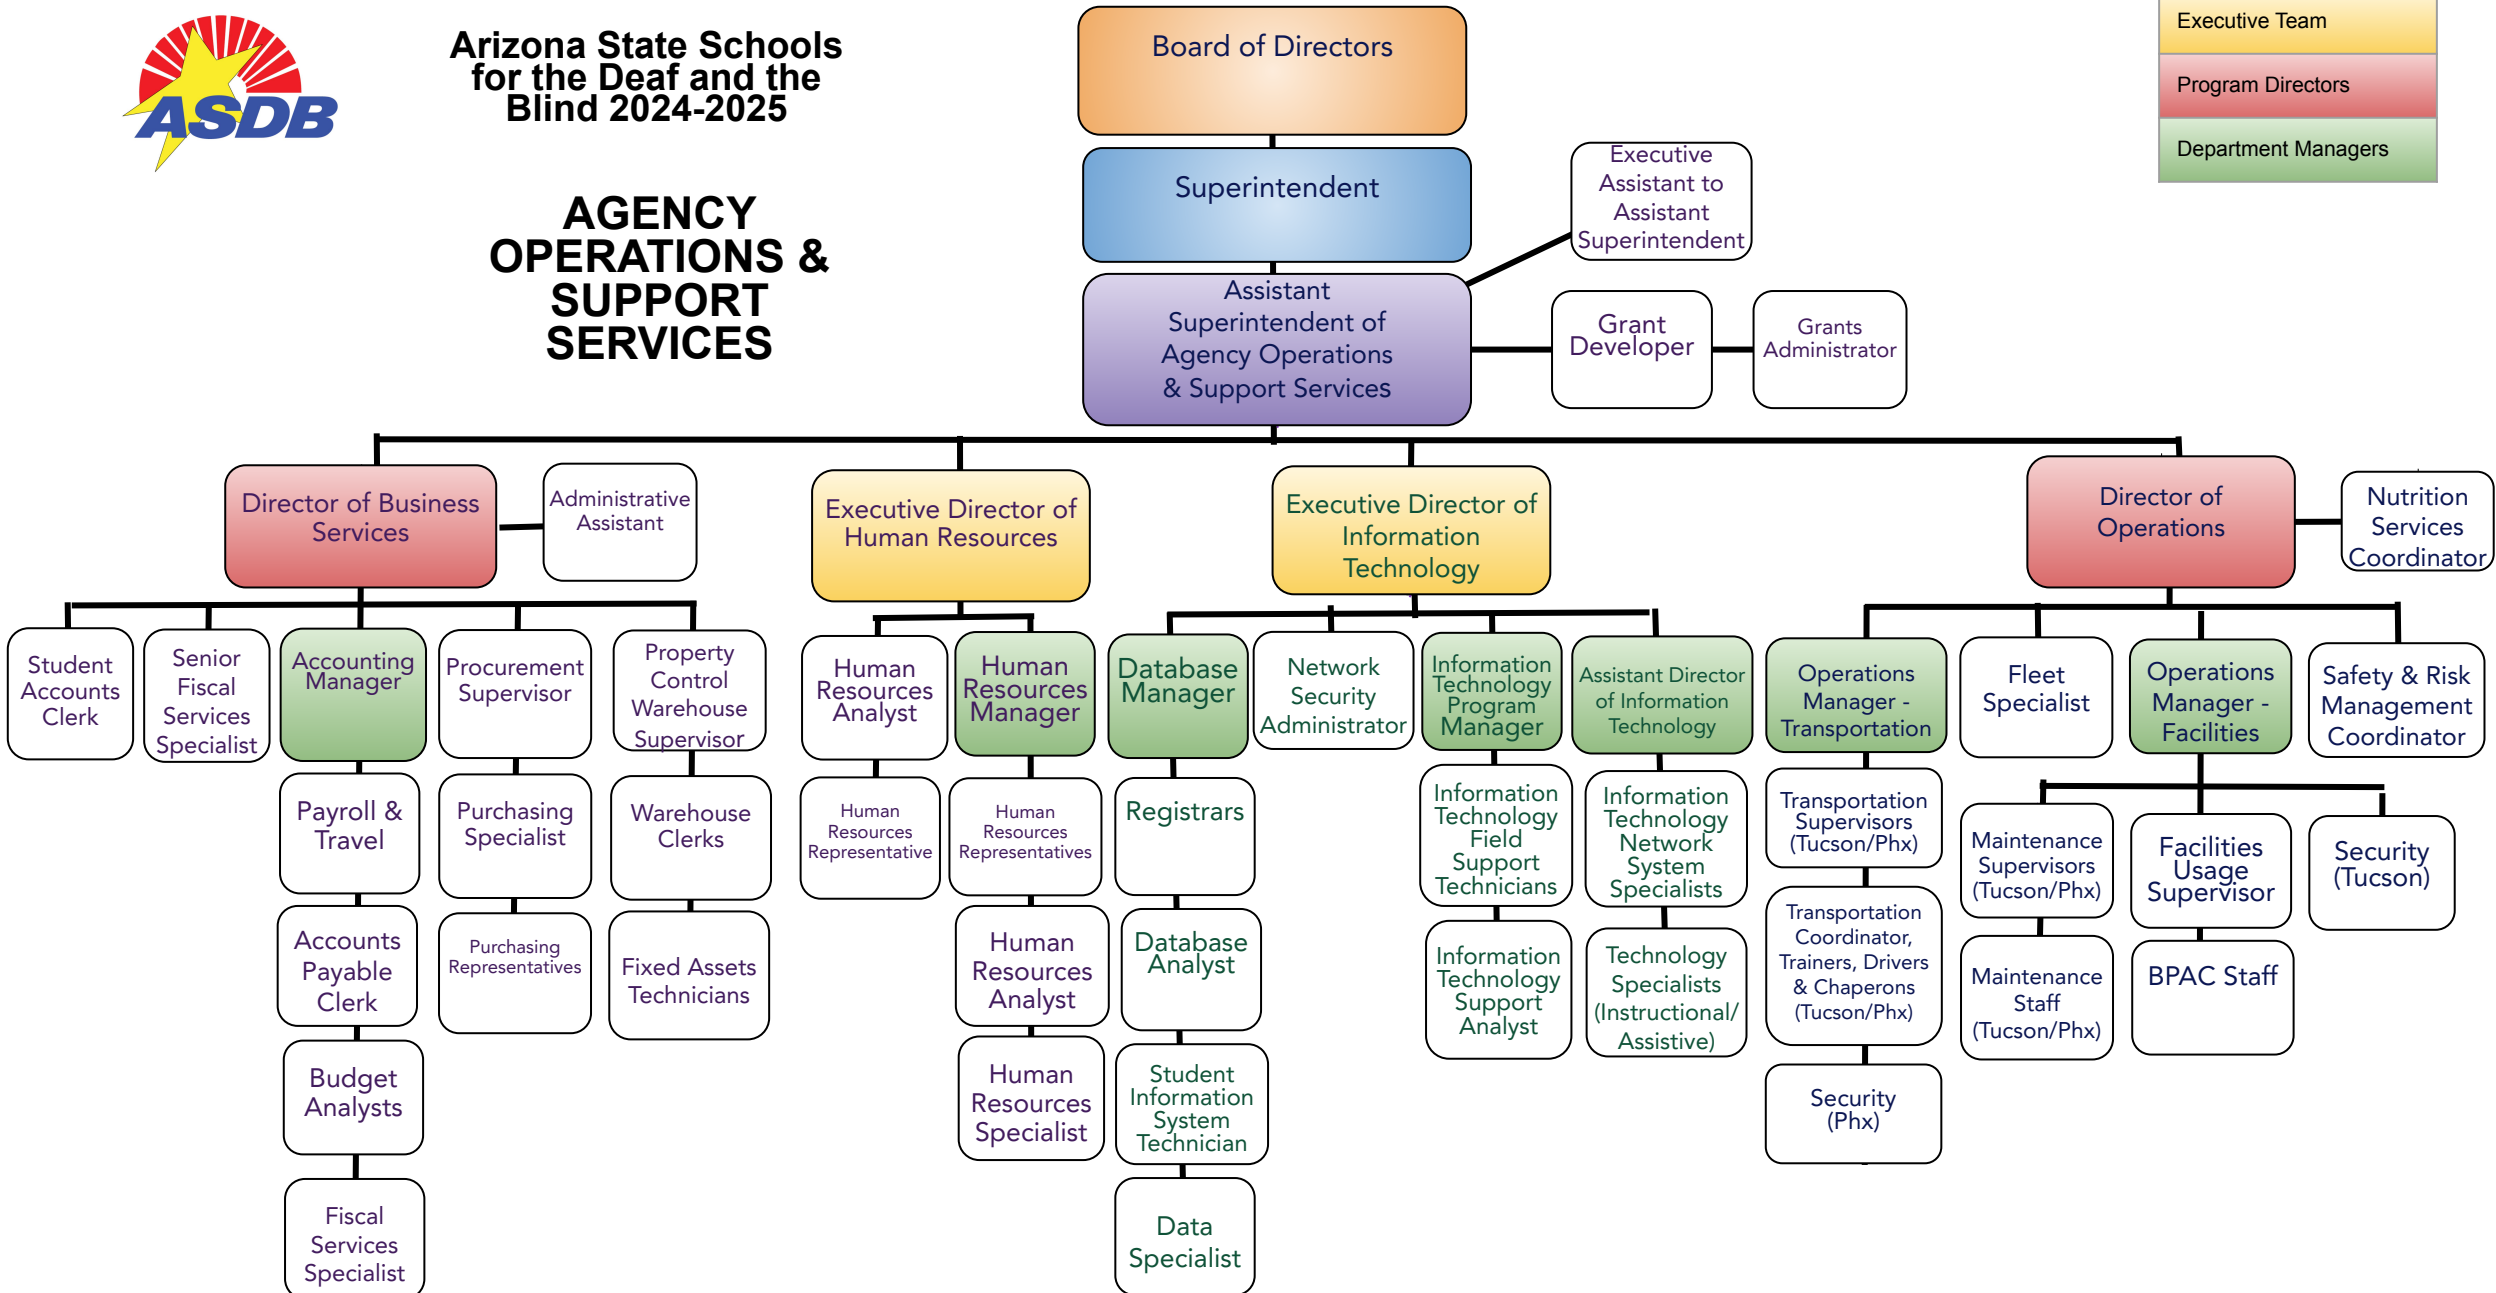 ASDB
Arizona State Schools
for the Deaf and the
Blind 2024-2025
AGENCY
OPERATIONS &
SUPPORT
SERVICES
Board of Directors
Superintendent
Assistant
Superintendent of
Agency Operations
& Support Services
Executive
Assistant to
Assistant
Superintendent
Grant
Developer
Grants
Administrator
Executive Team
Program Directors
Department Managers
Director of Business
Services
Administrative
Assistant
Executive Director of
Human Resources
Executive Director of
Information
Technology
Director of
Operations
Nutrition
Services
Coordinator
Student
Accounts
Clerk
Senior
Fiscal
Services
Specialist
Accounting
Manager
Procurement
Supervisor
Property
Control
Warehouse
Supervisor
Human
Resources
Analyst
Human
Resources
Manager
Database
Manager
Network
Security
Administrator
Information
Technology
Program
Manager
Assistant Director
of Information
Technology
Operations
Manager -
Transportation
Fleet
Specialist
Operations
Manager -
Facilities
Safety & Risk
Management
Coordinator
Payroll &
Travel
Purchasing
Specialist
Warehouse
Clerks
Human
Resources
Representative
Human
Resources
Representatives
Registrars
Information
Technology
Field
Support
Technicians
Information
Technology
Network
System
Specialists
Transportation
Supervisors
(Tucson/Phx)
Maintenance
Supervisors
(Tucson/Phx)
Facilities
Usage
Supervisor
Security
(Tucson)
Accounts
Payable
Clerk
Purchasing
Representatives
Fixed Assets
Technicians
Human
Resources
Analyst
Database
Analyst
Information
Technology
Support
Analyst
Technology
Specialists
(Instructional/
Assistive)
Transportation
Coordinator,
Trainers, Drivers
& Chaperons
(Tucson/Phx)
Maintenance
Staff
(Tucson/Phx)
BPAC Staff
Budget
Analysts
Human
Resources
Specialist
Student
Information
System
Technician
Security
(Phx)
Fiscal
Services
Specialist
Data
Specialist